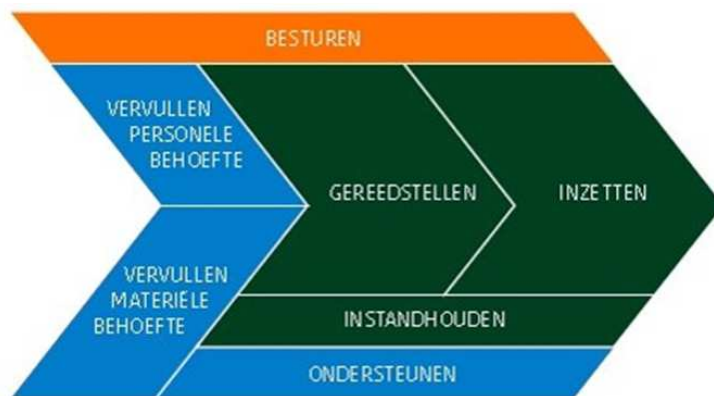 BESTUREN
VERVULLEN
PERSONELE
BEHOEFTE
GEREEDSTELLEN
INZETTEN
VERVULLEN
MATERIËLE
BEHOEFTE
INSTANDHOUDEN
ONDERSTEUNEN